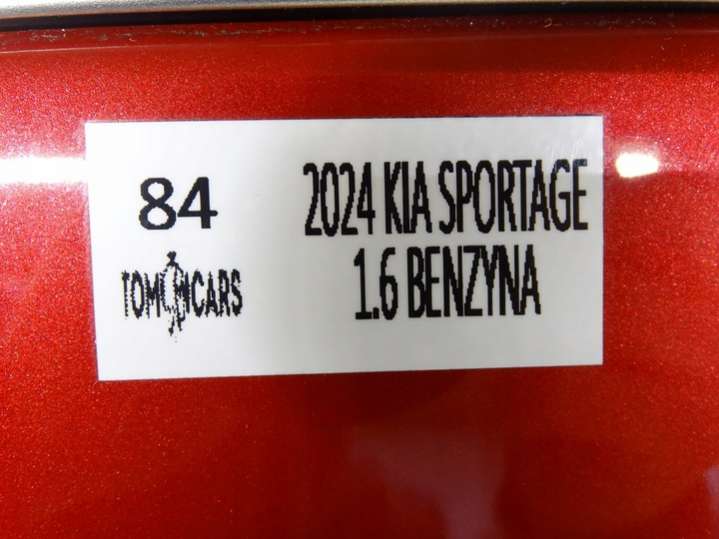 84
TOM CARS
2024 KIA SPORTAGE
1.6 BENZYNA